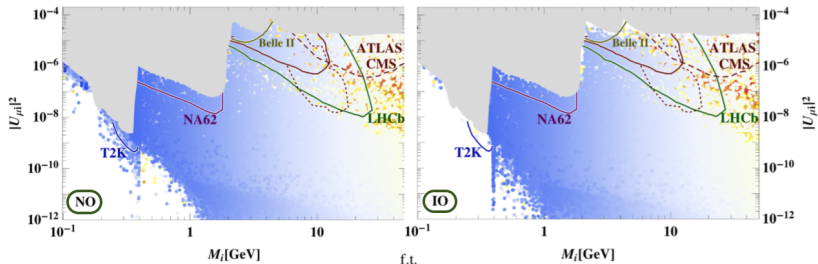 10^-4
10^-6
10^-8
10^-10
10^-12
|U_μi|^2
Belle II
ATLAS
CMS
NA62
LHCb
T2K
NO
10^-1
1
10
M_i[GeV]
f.t.
Belle II
ATLAS
CMS
NA62
LHCb
T2K
IO
10^-1
1
10
M_i[GeV]
10^-4
10^-6
10^-8
10^-10
10^-12
|U_μi|^2